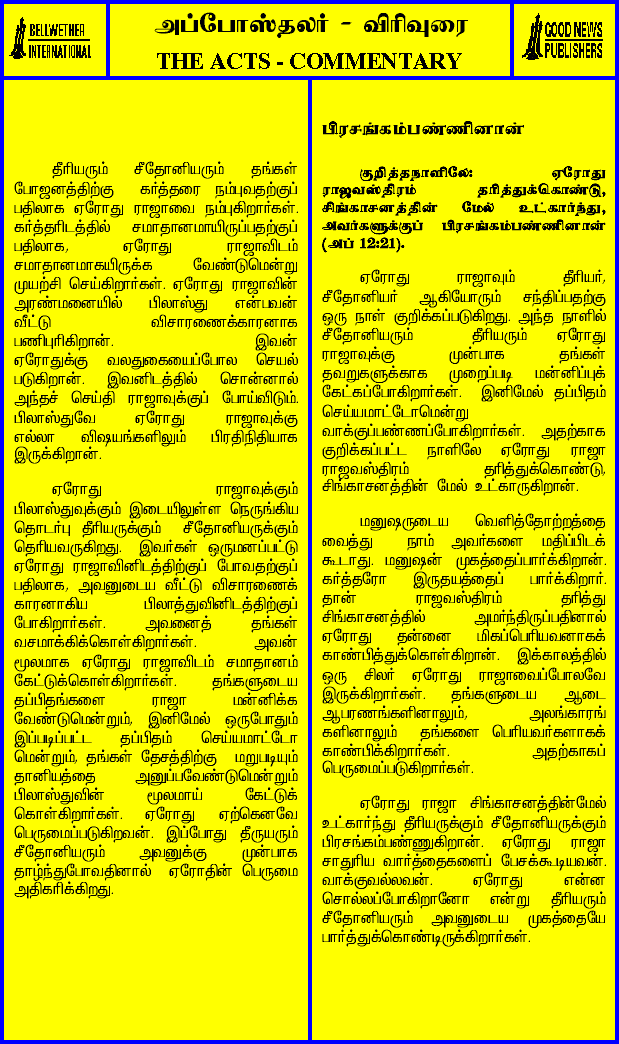 BELLWETHER
INTERNATIONAL
அப்போஸ்தலர் - விரிவுரை
THE ACTS - COMMENTARY
GOOD NEWS
PUBLISHERS
தீரியரும் சீதோனியரும் தங்கள்
போஜனத்திற்கு கர்த்தரை நம்புவதற்குப்
பதிலாக ஏரோது ராஜாவை நம்புகிறார்கள்.
கர்த்தரிடத்தில் சமாதானமாயிருப்பதற்குப்
பதிலாக, ஏரோது ராஜாவிடம்
சமாதானமாகயிருக்க வேண்டுமென்று
முயற்சி செய்கிறார்கள். ஏரோது ராஜாவின்
அரண்மனையில் பிலாஸ்து என்பவன்
வீட்டு விசாரணைக்காரனாக
பணிபுரிகிறான். இவன்
ஏரோதுக்கு வலதுகையைப்போல செயல்
படுகிறான். இவனிடத்தில் சொன்னால்
அந்தச் செய்தி ராஜாவுக்குப் போய்விடும்.
பிலாஸ்துவே ஏரோது ராஜாவுக்கு
எல்லா விஷயங்களிலும் பிரதிநிதியாக
இருக்கிறான்.
ஏரோது ராஜாவுக்கும்
பிலாஸ்துவுக்கும் இடையிலுள்ள நெருங்கிய
தொடர்பு தீரியருக்கும் சீதோனியருக்கும்
தெரியவருகிறது. இவர்கள் ஒருமனப்பட்டு
ஏரோது ராஜாவினிடத்திற்குப் போவதற்குப்
பதிலாக, அவனுடைய வீட்டு விசாரணைக்
காரனாகிய பிலாத்துவினிடத்திற்குப்
போகிறார்கள். அவனைத் தங்கள்
வசமாக்கிக்கொள்கிறார்கள். அவன்
மூலமாக ஏரோது ராஜாவிடம் சமாதானம்
கேட்டுக்கொள்கிறார்கள். தங்களுடைய
தப்பிதங்களை ராஜா மன்னிக்க
வேண்டுமென்றும், இனிமேல் ஒருபோதும்
இப்படிப்பட்ட தப்பிதம் செய்யமாட்டோ
மென்றும், தங்கள் தேசத்திற்கு மறுபடியும்
தானியத்தை அனுப்பவேண்டுமென்றும்
பிலாஸ்துவின் மூலமாய் கேட்டுக்
கொள்கிறார்கள். ஏரோது ஏற்கெனவே
பெருமைப்படுகிறவன். இப்போது தீருயரும்
சீதோனியரும் அவனுக்கு முன்பாக
தாழ்ந்துபோவதினால் ஏரோதின் பெருமை
அதிகரிக்கிறது.
பிரசங்கம்பண்ணினான்
குறித்தநாளிலே: ஏரோது
ராஜவஸ்திரம் தரித்துக்கொண்டு,
சிங்காசனத்தின் மேல் உட்கார்ந்து,
அவர்களுக்குப் பிரசங்கம்பண்ணினான்
(அப் 12:21).
ஏரோது ராஜாவும் தீரியர்,
சீதோனியர் ஆகியோரும் சந்திப்பதற்கு
ஒரு நாள் குறிக்கப்படுகிறது. அந்த நாளில்
சீதோனியரும் தீரியரும் ஏரோது
ராஜாவுக்கு முன்பாக தங்கள்
தவறுகளுக்காக முறைப்படி மன்னிப்புக்
கேட்கப்போகிறார்கள். இனிமேல் தப்பிதம்
செய்யமாட்டோமென்று
வாக்குப்பண்ணப்போகிறார்கள். அதற்காக
குறிக்கப்பட்ட நாளிலே ஏரோது ராஜா
ராஜவஸ்திரம் தரித்துக்கொண்டு,
சிங்காசனத்தின் மேல் உட்காருகிறான்.
மனுஷருடைய வெளித்தோற்றத்தை
வைத்து நாம் அவர்களை மதிப்பிடக்
கூடாது. மனுஷன் முகத்தைப்பார்க்கிறான்.
கர்த்தரோ இருதயத்தைப் பார்க்கிறார்.
தான் ராஜவஸ்திரம் தரித்து
சிங்காசனத்தில் அமர்ந்திருப்பதினால்
ஏரோது தன்னை மிகப்பெரியவனாகக்
காண்பித்துக்கொள்கிறான். இக்காலத்தில்
ஒரு சிலர் ஏரோது ராஜாவைப்போலவே
இருக்கிறார்கள். தங்களுடைய ஆடை
ஆபரணங்களினாலும், அலங்காரங்
களினாலும் தங்களை பெரியவர்களாகக்
காண்பிக்கிறார்கள். அதற்காகப்
பெருமைப்படுகிறார்கள்.
ஏரோது ராஜா சிங்காசனத்தின்மேல்
உட்கார்ந்து தீரியருக்கும் சீதோனியருக்கும்
பிரசங்கம்பண்ணுகிறான். ஏரோது ராஜா
சாதுரிய வார்த்தைகளைப் பேசக்கூடியவன்.
வாக்குவல்லவன். ஏரோது என்ன
சொல்லப்போகிறானோ என்று தீரியரும்
சீதோனியரும் அவனுடைய முகத்தையே
பார்த்துக்கொண்டிருக்கிறார்கள்.